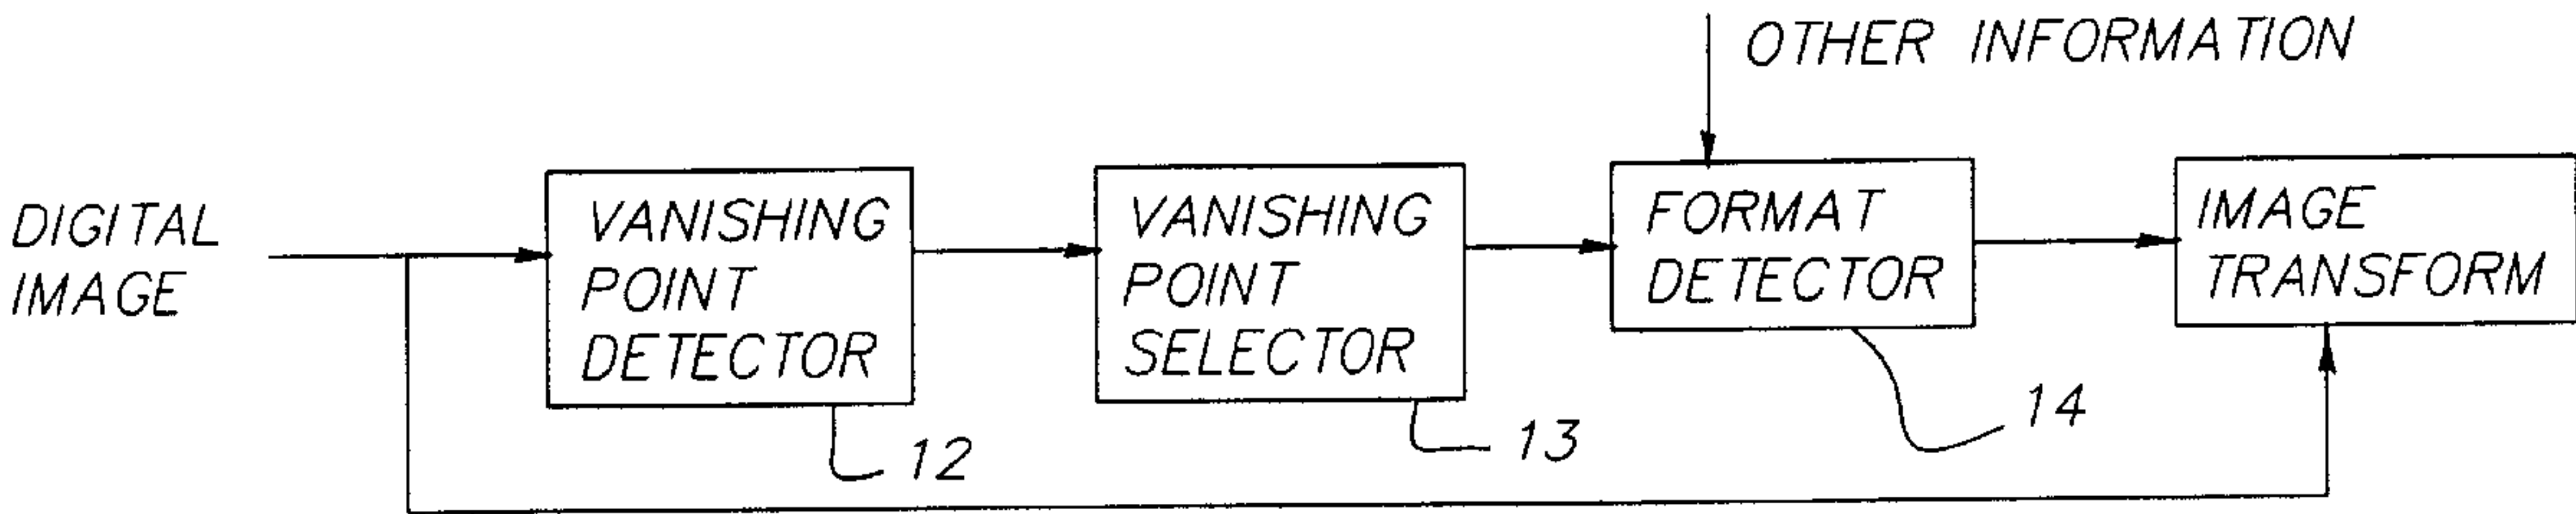 OTHER INFORMATION
DIGITAL
IMAGE
VANISHING
POINT
DETECTOR
VANISHING
POINT
SELECTOR
FORMAT
DETECTOR
IMAGE
TRANSFORM
12
13
14